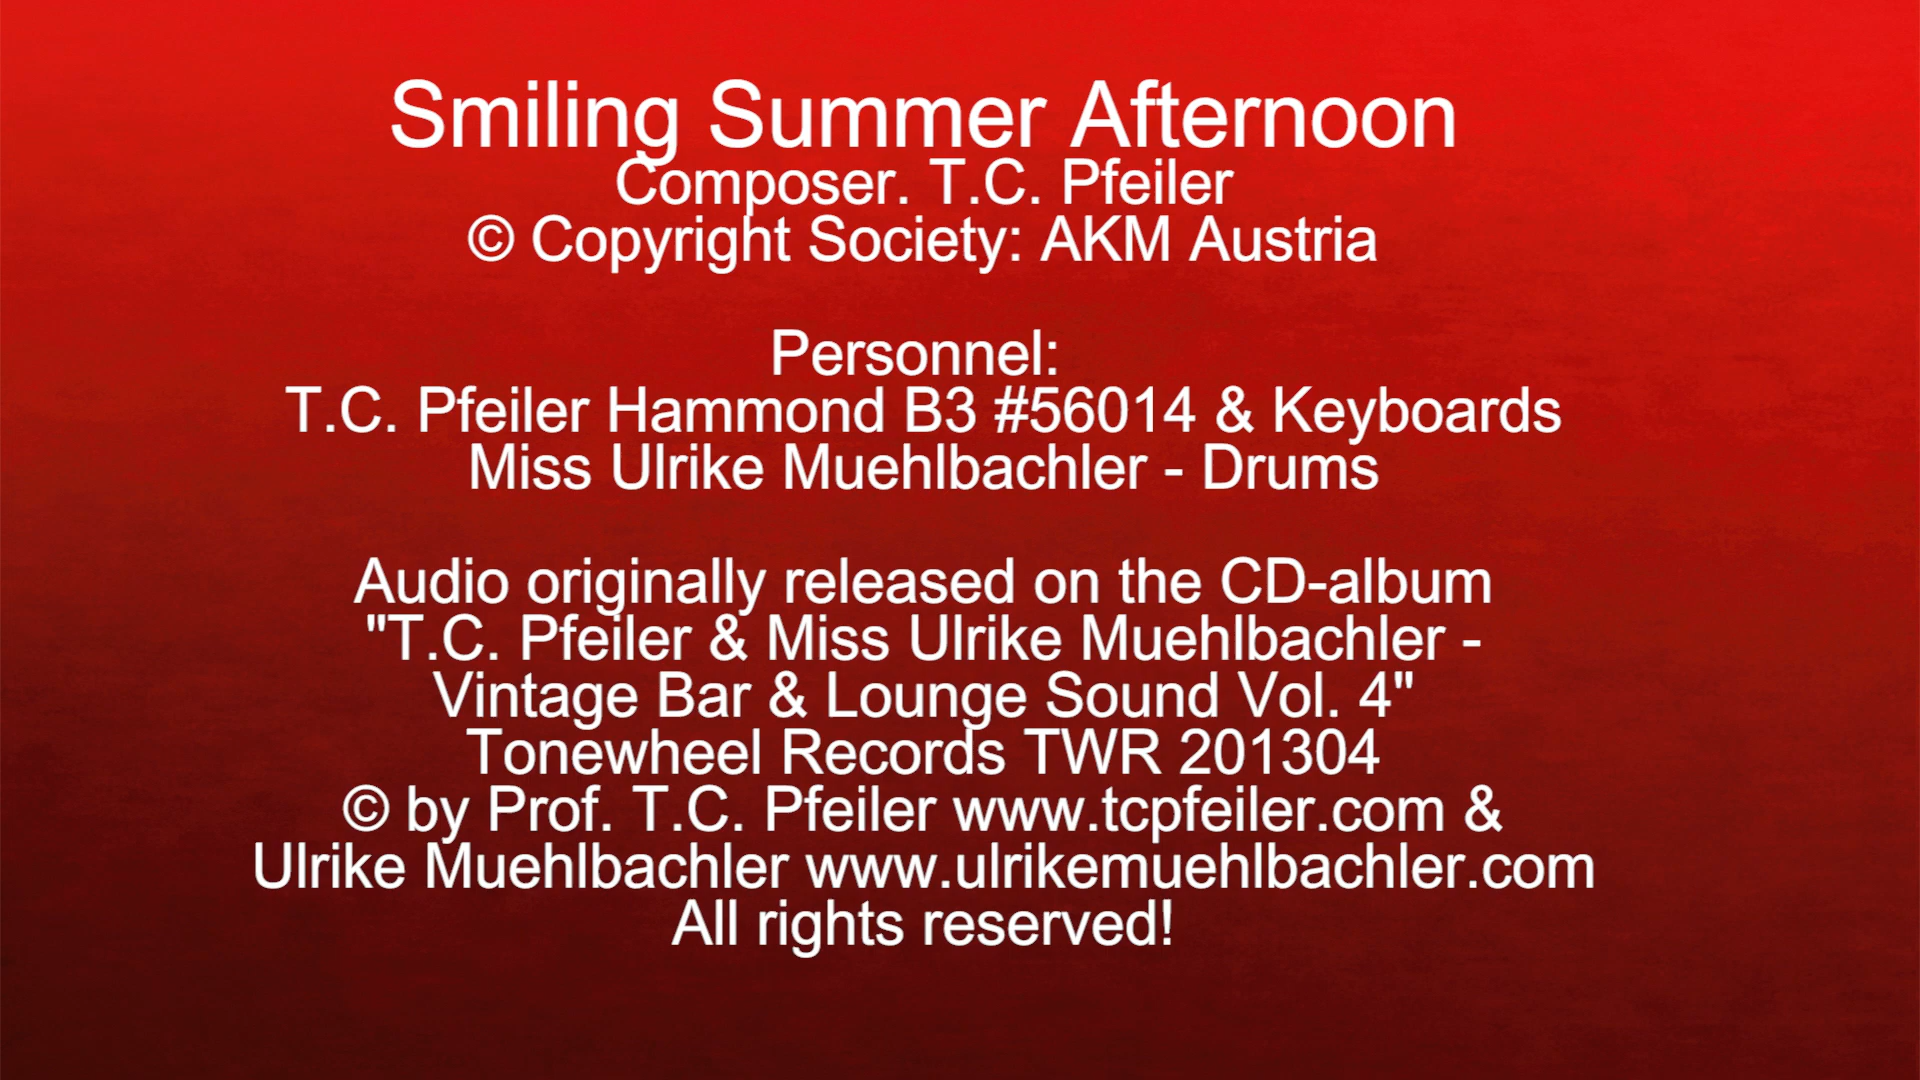 Smiling Summer Afternoon
Composer. T.C. Pfeiler
© Copyright Society: AKM Austria
Personnel:
T.C. Pfeiler Hammond B3 #56014 & Keyboards
Miss Ulrike Muehlbachler - Drums
Audio originally released on the CD-album
"T.C. Pfeiler & Miss Ulrike Muehlbachler -
Vintage Bar & Lounge Sound Vol. 4"
Tonewheel Records TWR 201304
© by Prof. T.C. Pfeiler www.tcpfeiler.com &
Ulrike Muehlbachler www.ulrikemuehlbachler.com
All rights reserved!